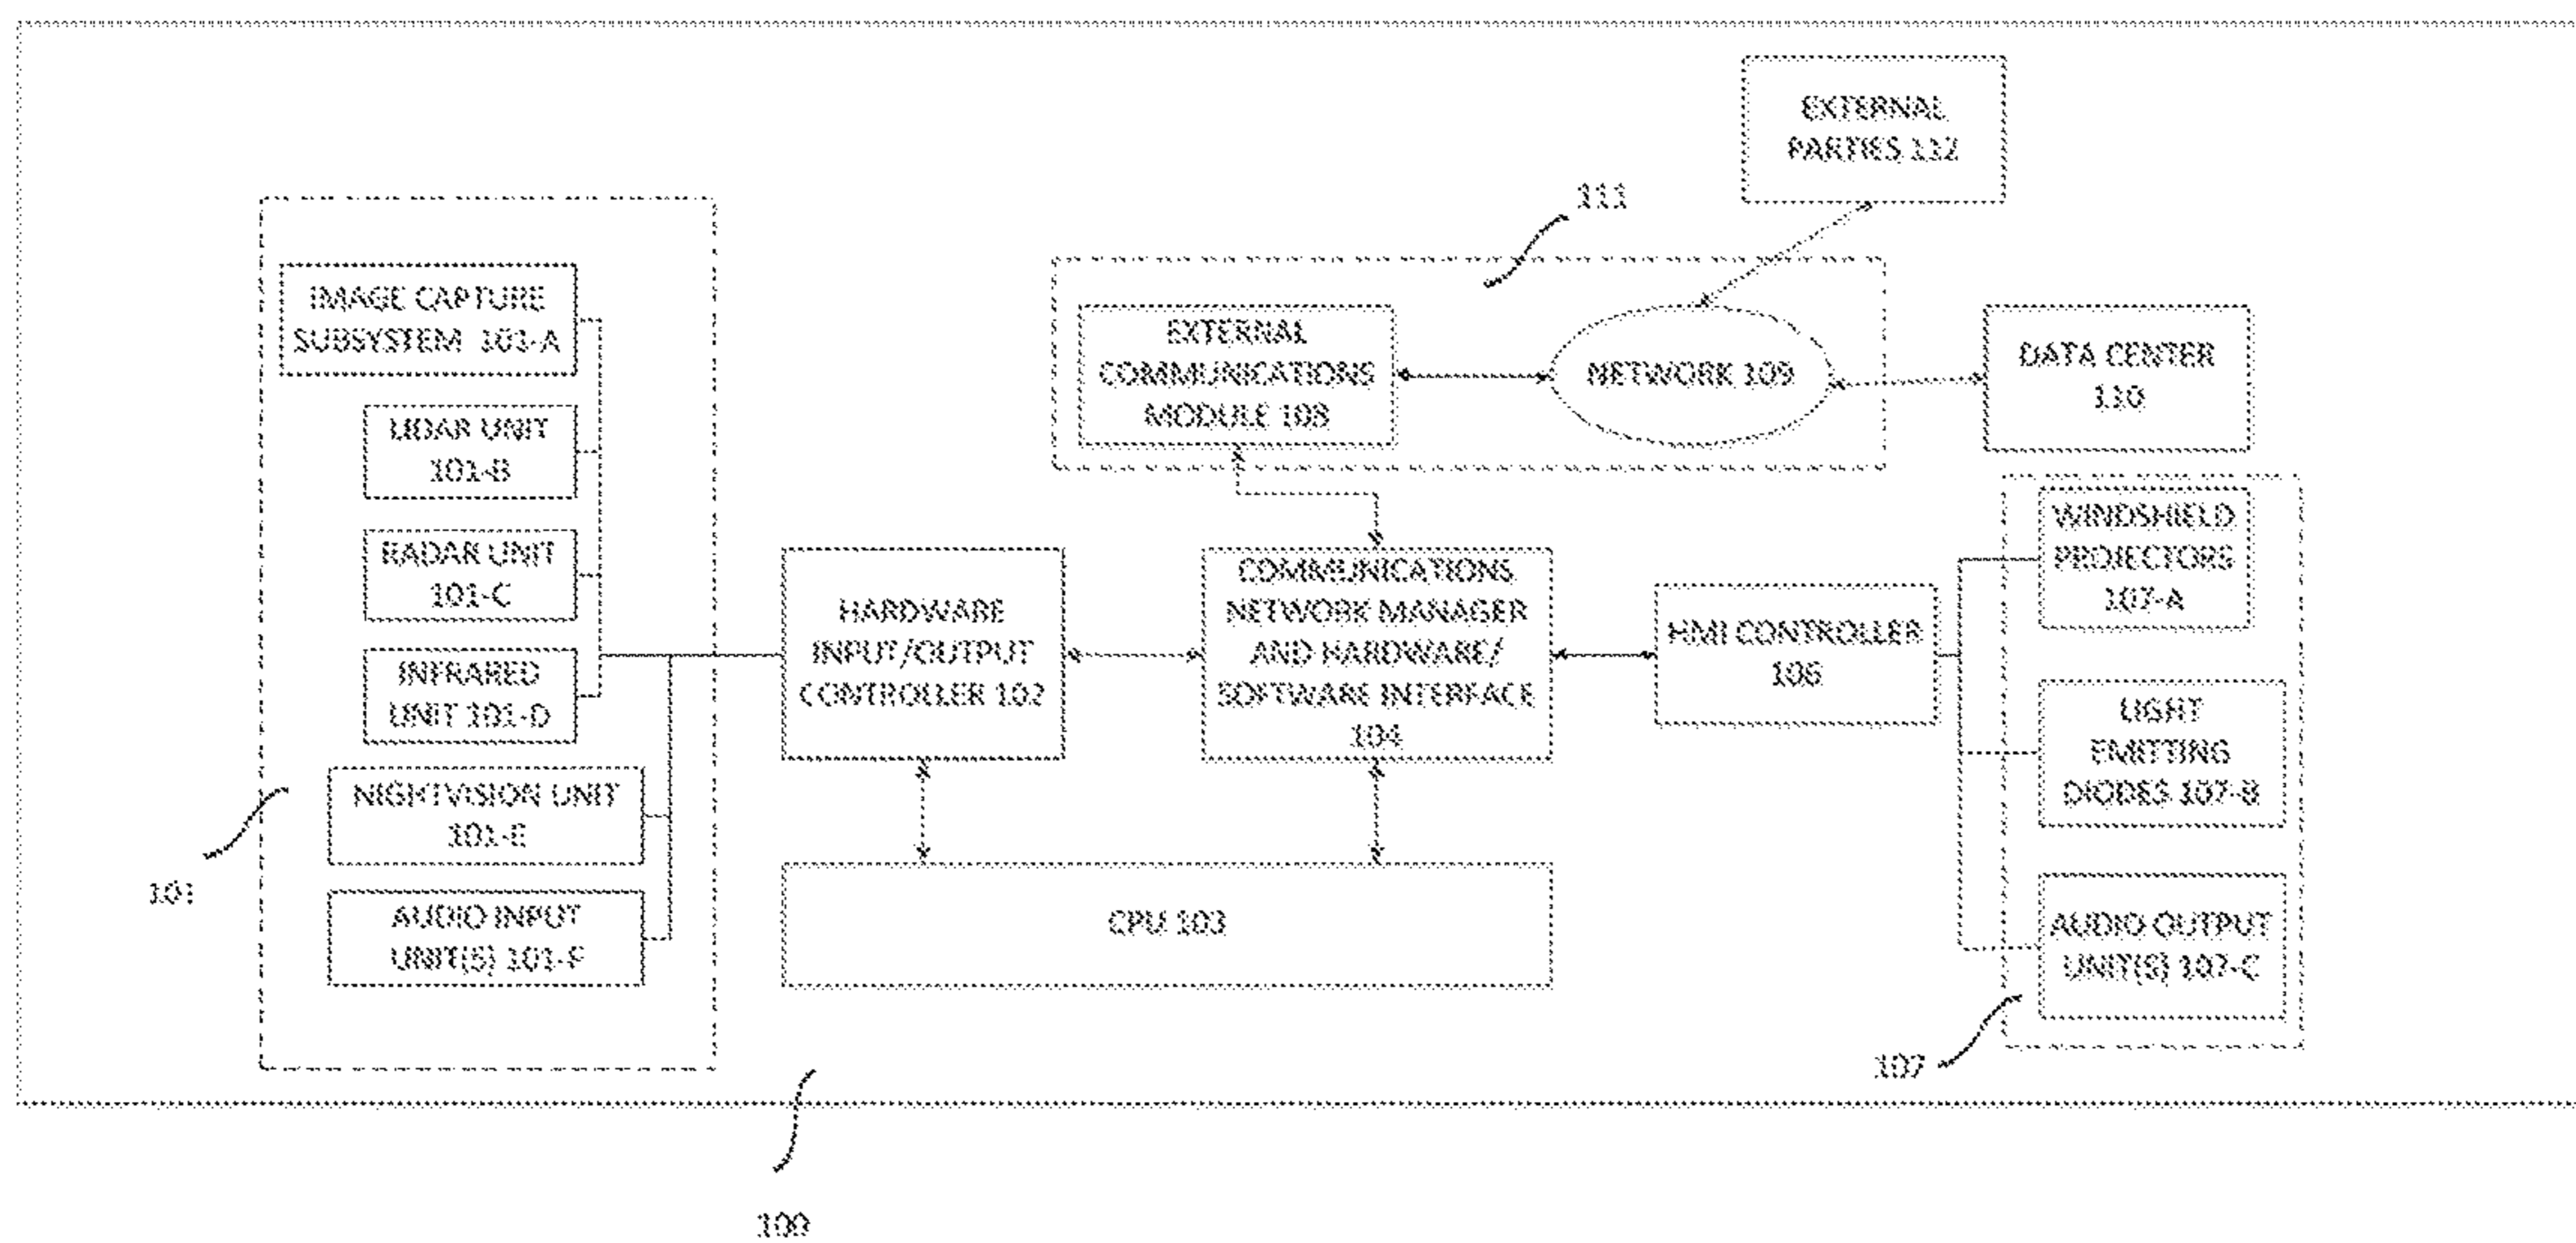 EXTERNAL
PARTIES 112
111
IMAGE CAPTURE
SUBSYSTEM 101-A
EXTERNAL
COMMUNICATIONS
MODULE 108
NETWORK 109
DATA CENTER
110
LIDAR UNIT
101-B
RADAR UNIT
101-C
INFRARED
UNIT 101-D
NIGHTVISION UNIT
101-E
AUDIO INPUT
UNIT(S) 101-F
101
HARDWARE
INPUT/OUTPUT
CONTROLLER 102
COMMUNICATIONS
NETWORK MANAGER
AND HARDWARE/
SOFTWARE INTERFACE
104
HMI CONTROLLER
106
WINDSHIELD
PROJECTORS
107-A
LIGHT
EMITTING
DIODES 107-B
AUDIO OUTPUT
UNIT(S) 107-C
CPU 103
107
100